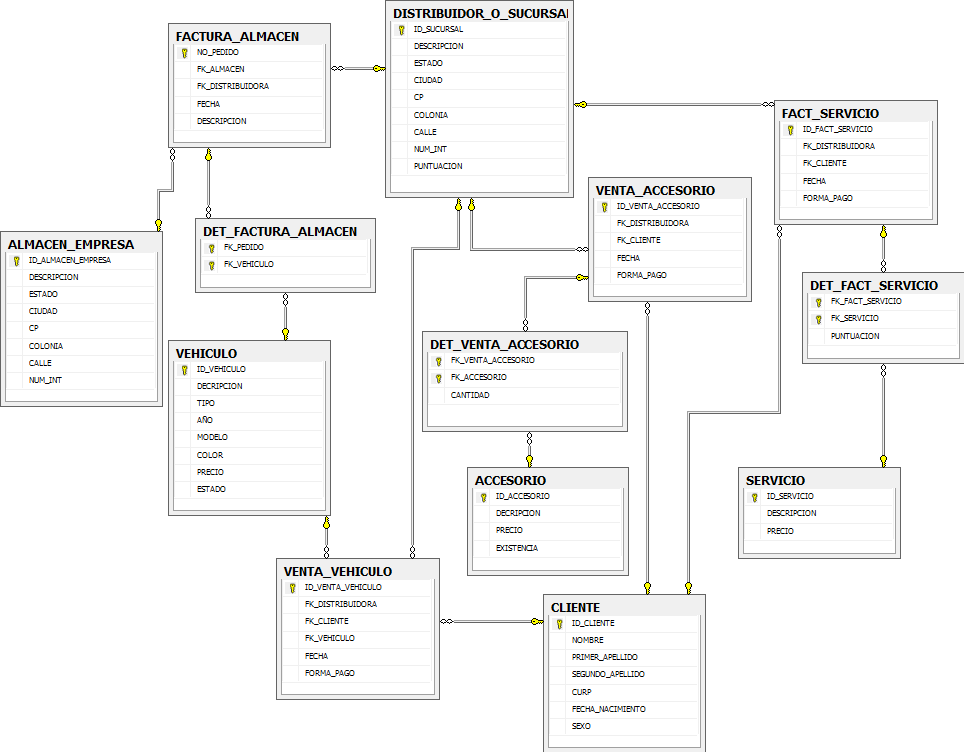 FACTURA_ALMACEN
NO_PEDIDO
FK_ALMACEN
FK_DISTRIBUIDORA
FECHA
DESCRIPCION
DISTRIBUIDOR_O_SUCURSAL
ID_SUCURSAL
DESCRIPCION
ESTADO
CIUDAD
CP
COLONIA
CALLE
NUM_INT
PUNTUACION
FACT_SERVICIO
ID_FACT_SERVICIO
FK_DISTRIBUIDORA
FK_CLIENTE
FECHA
FORMA_PAGO
VENTA_ACCESORIO
ID_VENTA_ACCESORIO
FK_DISTRIBUIDORA
FK_CLIENTE
FECHA
FORMA_PAGO
ALMACEN_EMPRESA
ID_ALMACEN_EMPRESA
DESCRIPCION
ESTADO
CIUDAD
CP
COLONIA
CALLE
NUM_INT
DET_FACTURA_ALMACEN
FK_PEDIDO
FK_VEHICULO
DET_FACT_SERVICIO
FK_FACT_SERVICIO
FK_SERVICIO
PUNTUACION
VEHICULO
ID_VEHICULO
DECRIPCION
TIPO
AÑO
MODELO
COLOR
PRECIO
ESTADO
DET_VENTA_ACCESORIO
FK_VENTA_ACCESORIO
FK_ACCESORIO
CANTIDAD
ACCESORIO
ID_ACCESORIO
DECRIPCION
PRECIO
EXISTENCIA
SERVICIO
ID_SERVICIO
DESCRIPCION
PRECIO
VENTA_VEHICULO
ID_VENTA_VEHICULO
FK_DISTRIBUIDORA
FK_CLIENTE
FK_VEHICULO
FECHA
FORMA_PAGO
CLIENTE
ID_CLIENTE
NOMBRE
PRIMER_APELLIDO
SEGUNDO_APELLIDO
CURP
FECHA_NACIMIENTO
SEXO